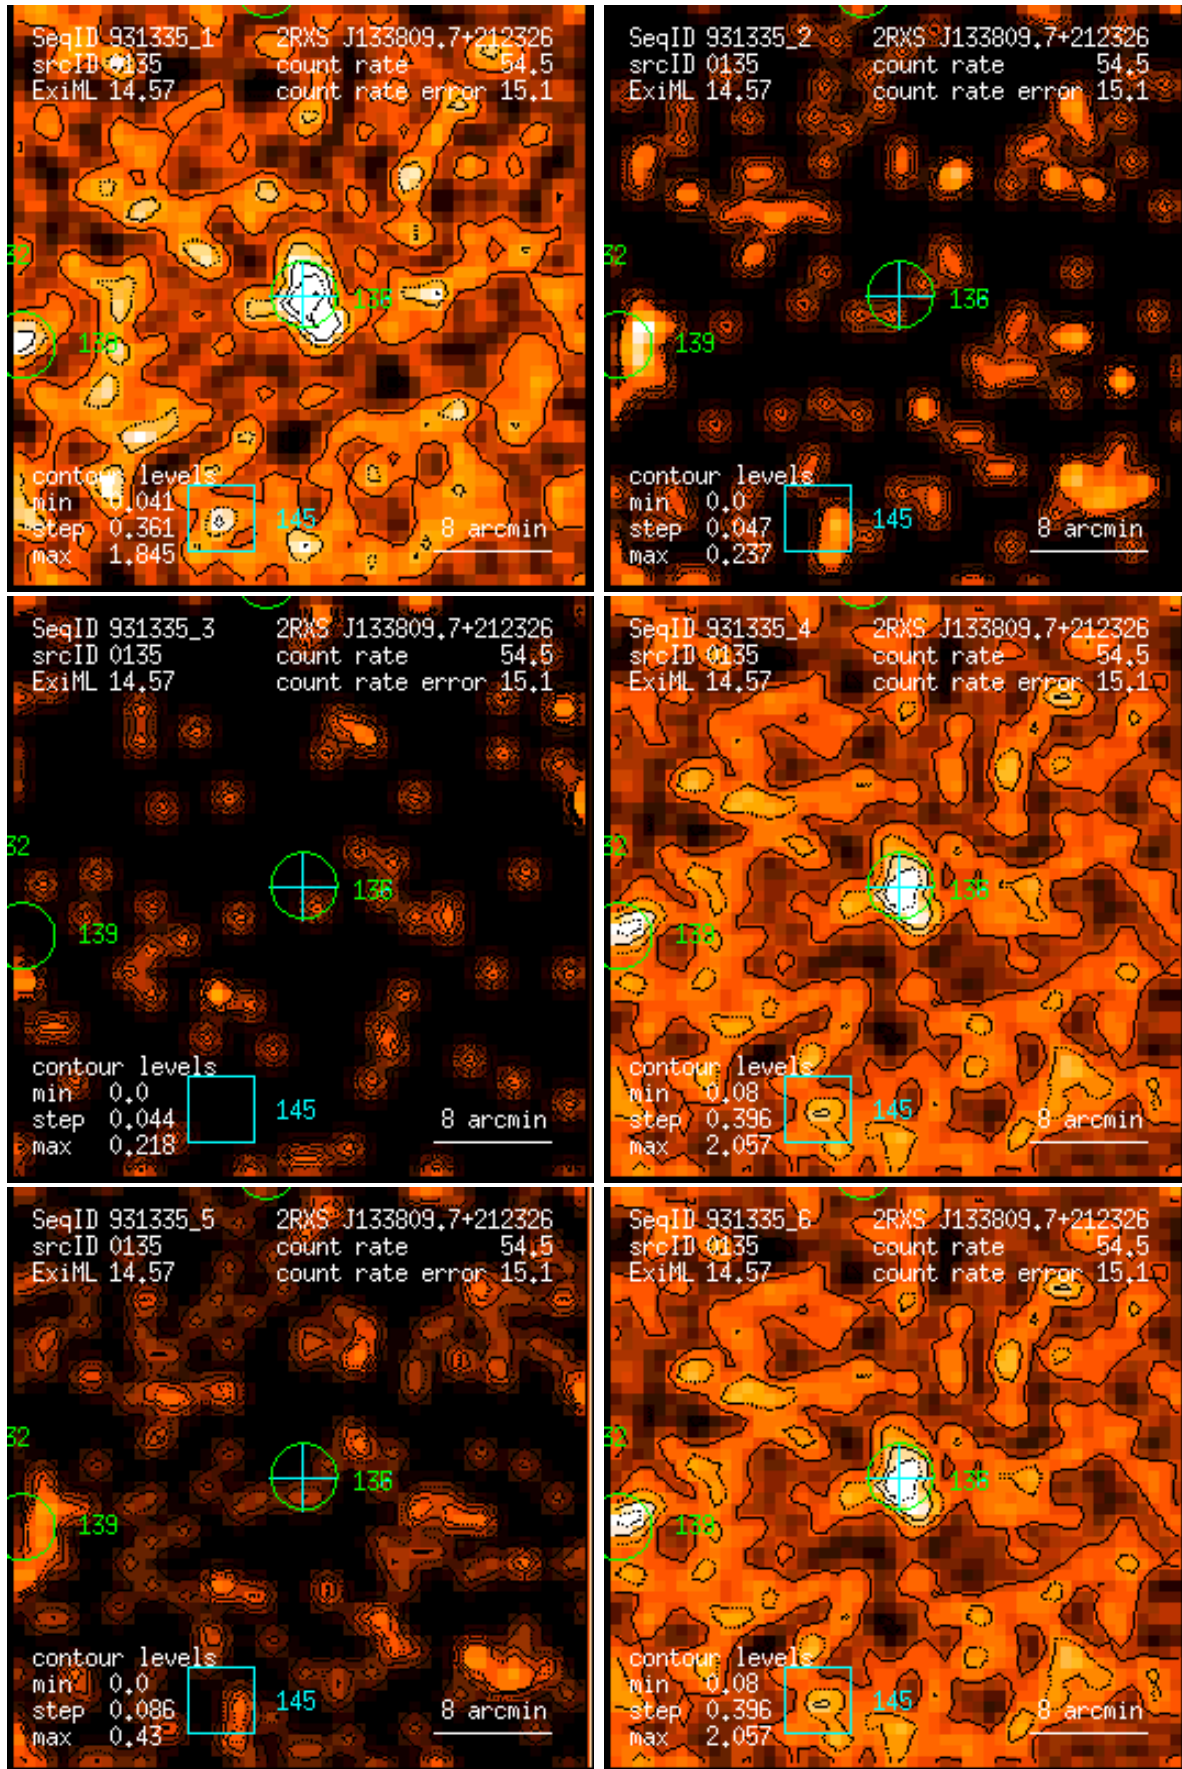 SeqID 931335_1 2RXS J133809.7+212326
srcID 0135 count rate 54.5
ExiML 14.57 count rate error 15.1
32
136
139
contour levels
min 0.041
step 0.361
max 1.845
145
8 arcmin
SeqID 931335_2 2RXS J133809.7+212326
srcID 0135 count rate 54.5
ExiML 14.57 count rate error 15.1
32
136
139
contour levels
min 0.0
step 0.047
max 0.237
145
8 arcmin
SeqID 931335_3 2RXS J133809.7+212326
srcID 0135 count rate 54.5
ExiML 14.57 count rate error 15.1
32
136
139
contour levels
min 0.0
step 0.044
max 0.218
145
8 arcmin
SeqID 931335_4 2RXS J133809.7+212326
srcID 0135 count rate 54.5
ExiML 14.57 count rate error 15.1
32
136
139
contour levels
min 0.08
step 0.396
max 2.057
145
8 arcmin
SeqID 931335_5 2RXS J133809.7+212326
srcID 0135 count rate 54.5
ExiML 14.57 count rate error 15.1
32
136
139
contour levels
min 0.0
step 0.086
max 0.43
145
8 arcmin
SeqID 931335_6 2RXS J133809.7+212326
srcID 0135 count rate 54.5
ExiML 14.57 count rate error 15.1
32
136
139
contour levels
min 0.08
step 0.396
max 2.057
145
8 arcmin